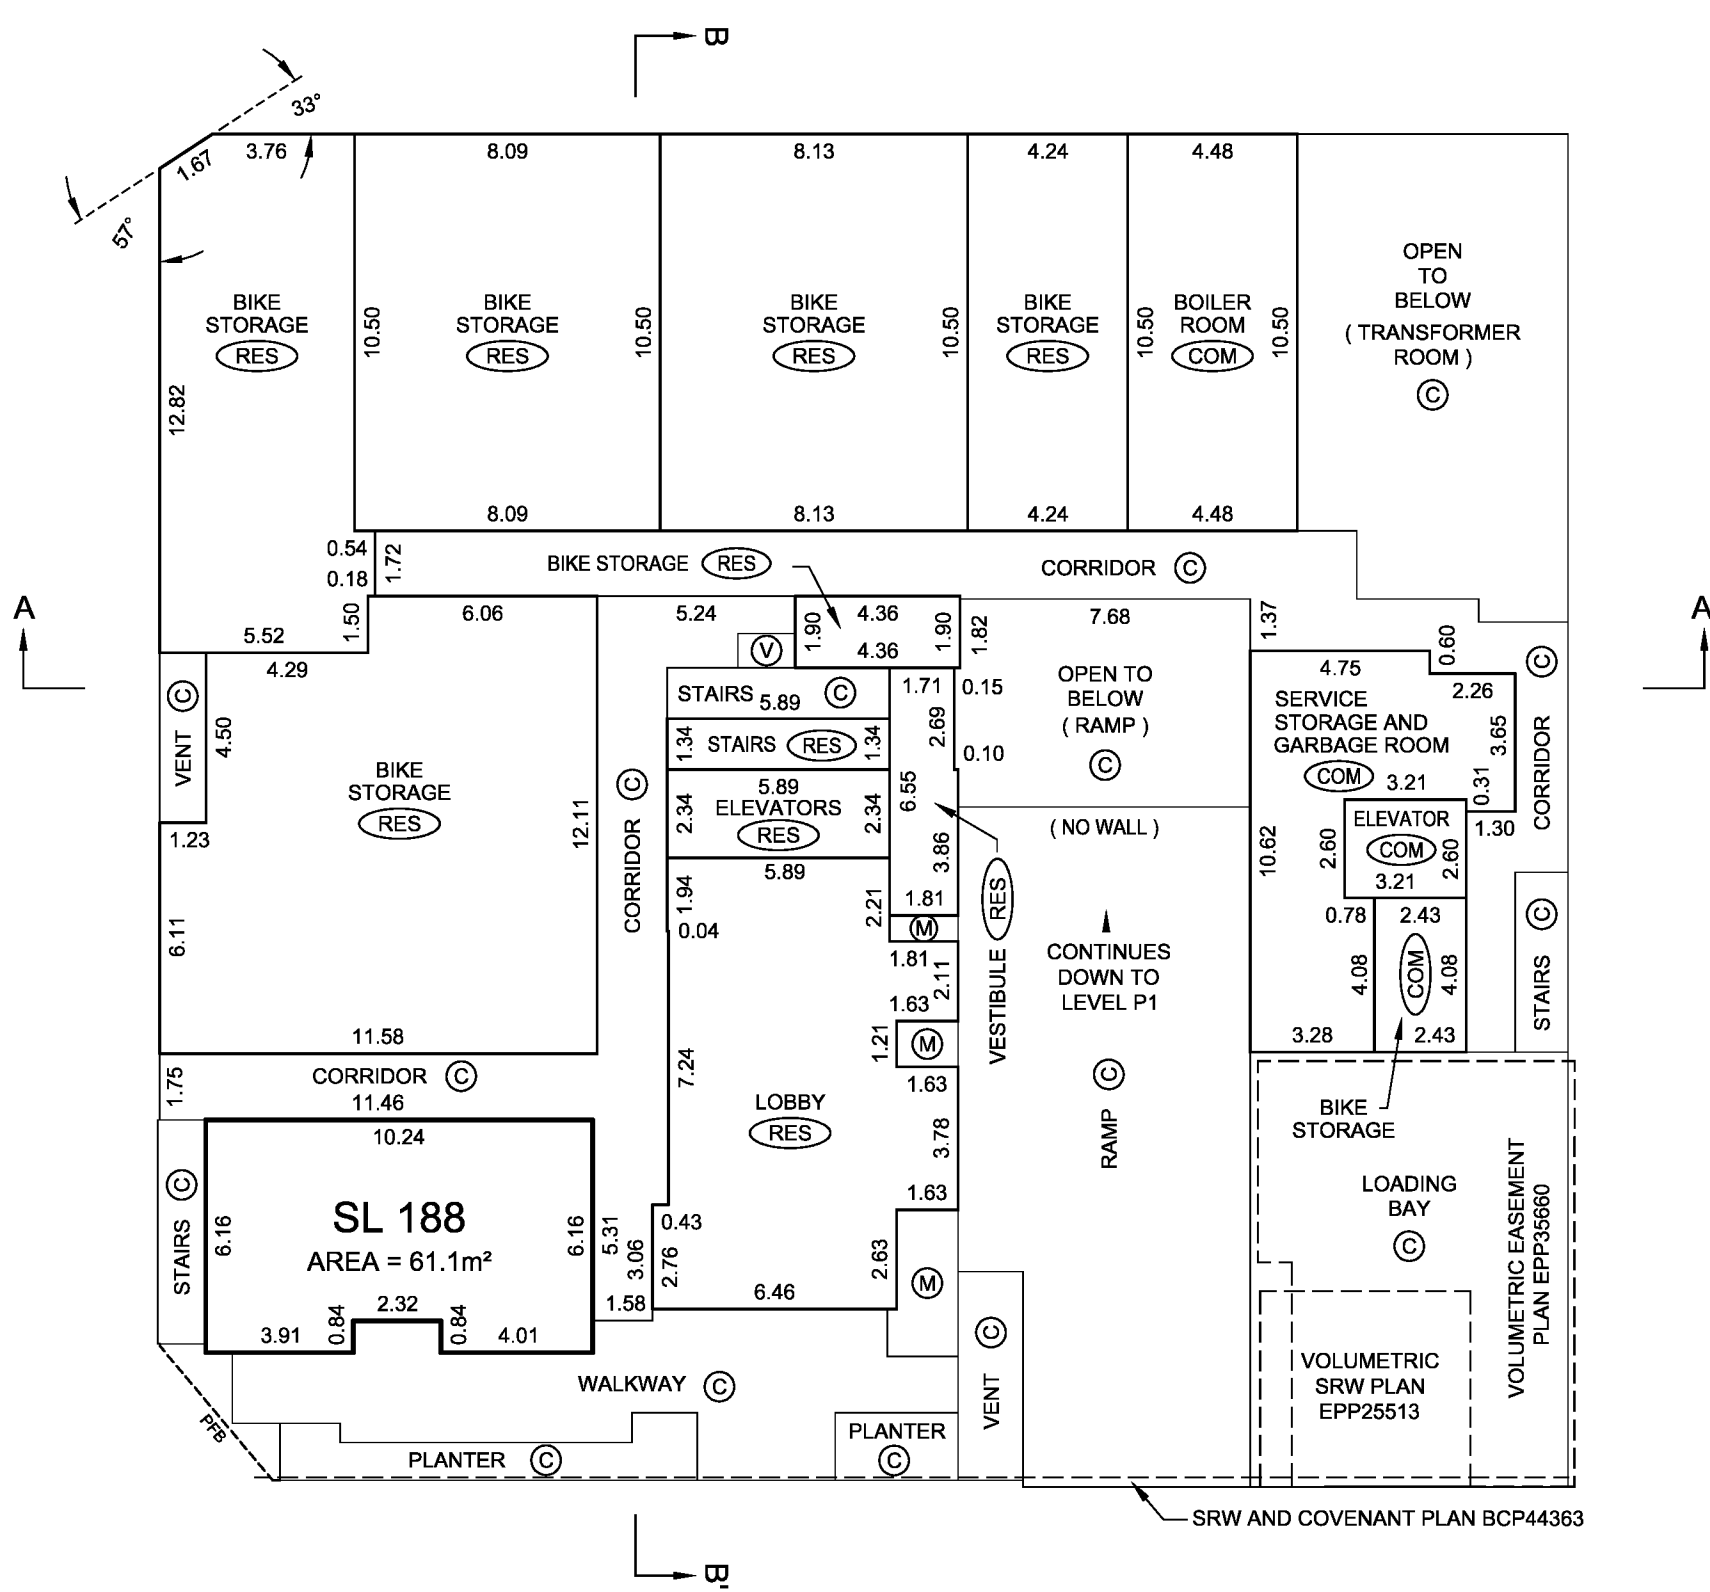 B
33°
1.67
3.76
8.09
8.13
4.24
4.48
57°
BIKE
STORAGE
RES
12.82
10.50
BIKE
STORAGE
RES
10.50
BIKE
STORAGE
RES
10.50
BIKE
STORAGE
RES
10.50
BOILER
ROOM
COM
10.50
OPEN
TO
BELOW
( TRANSFORMER
ROOM )
C
8.09
8.13
4.24
4.48
0.54
0.18
1.72
BIKE STORAGE RES
CORRIDOR C
A
A
5.52
1.50
6.06
5.24
1.90
4.36
4.36
1.90
1.82
7.68
1.37
0.60
C
V
4.29
C
VENT
4.50
STAIRS
5.89
C
1.71
0.15
2.69
0.10
OPEN TO
BELOW
( RAMP )
C
4.75
2.26
SERVICE
STORAGE AND
GARBAGE ROOM
COM
3.65
3.21
0.31
1.30
CORRIDOR
1.34
STAIRS RES
1.34
BIKE
STORAGE
RES
12.11
C
CORRIDOR
2.34
5.89
ELEVATORS
RES
2.34
5.89
6.55
3.86
1.81
( NO WALL )
10.62
2.60
ELEVATOR
COM
2.60
3.21
1.23
6.11
1.94
0.04
2.21
M
1.81
2.11
1.63
RES
VESTIBULE
CONTINUES
DOWN TO
LEVEL P1
0.78
2.43
4.08
COM
4.08
C
STAIRS
3.28
2.43
11.58
1.75
CORRIDOR C
11.46
7.24
1.21
M
1.63
LOBBY
RES
3.78
1.63
C
RAMP
BIKE
STORAGE
10.24
C
STAIRS
6.16
SL 188
AREA = 61.1m²
6.16
5.31
3.06
0.43
2.76
2.63
M
LOADING
BAY
C
VOLUMETRIC EASEMENT
PLAN EPP35660
1.58
6.46
3.91
0.84
2.32
0.84
4.01
C
VENT
VOLUMETRIC
SRW PLAN
EPP25513
WALKWAY C
PFB
PLANTER C
PLANTER
C
SRW AND COVENANT PLAN BCP44363
B'